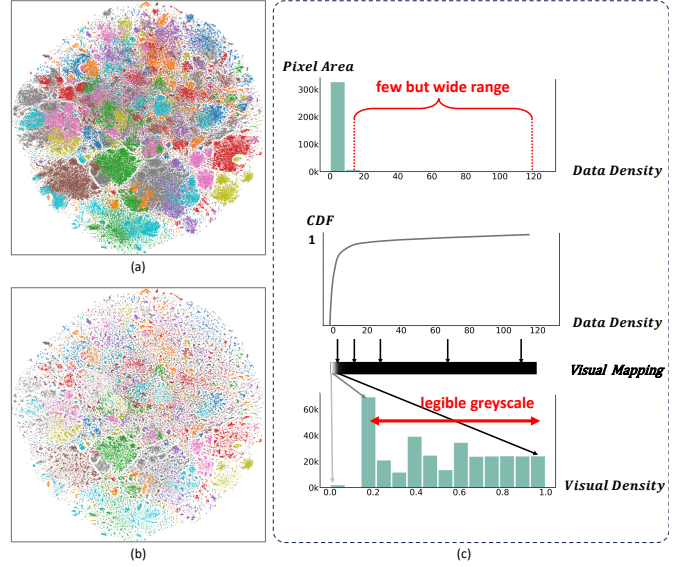 (a)
(b)
Pixel Area
few but wide range
300k
200k
100k
0k
0 20 40 60 80 100 120
Data Density
CDF
1
0 20 40 60 80 100 120
Data Density
Visual Mapping
legible greyscale
60k
40k
20k
0k
0.0 0.2 0.4 0.6 0.8 1.0
Visual Density
(c)